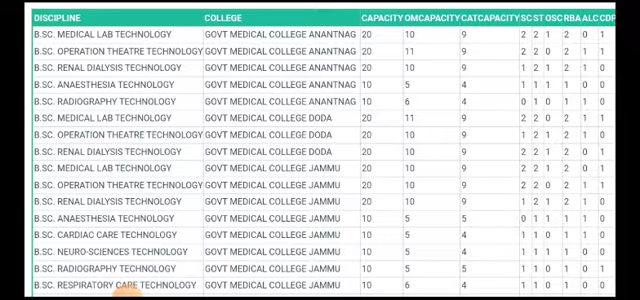 DISCIPLINE COLLEGE CAPACITY OMCAPACITY CATCAPACITY SC ST OSC RBA ALC CDP
B.SC. MEDICAL LAB TECHNOLOGY GOVT MEDICAL COLLEGE ANANTNAG 20 10 9 2 2 1 2 0 1
B.SC. OPERATION THEATRE TECHNOLOGY GOVT MEDICAL COLLEGE ANANTNAG 20 11 9 2 2 0 2 1 0
B.SC. RENAL DIALYSIS TECHNOLOGY GOVT MEDICAL COLLEGE ANANTNAG 20 10 9 1 2 1 2 1 0
B.SC. ANAESTHESIA TECHNOLOGY GOVT MEDICAL COLLEGE ANANTNAG 10 5 4 1 1 1 1 0 0
B.SC. RADIOGRAPHY TECHNOLOGY GOVT MEDICAL COLLEGE ANANTNAG 10 6 4 0 1 0 1 1 0
B.SC. MEDICAL LAB TECHNOLOGY GOVT MEDICAL COLLEGE DODA 20 11 9 2 2 0 2 1 1
B.SC. OPERATION THEATRE TECHNOLOGY GOVT MEDICAL COLLEGE DODA 20 10 9 1 2 1 2 1 0
B.SC. RENAL DIALYSIS TECHNOLOGY GOVT MEDICAL COLLEGE DODA 20 10 9 2 2 1 2 0 1
B.SC. MEDICAL LAB TECHNOLOGY GOVT MEDICAL COLLEGE JAMMU 20 10 9 2 2 1 2 0 1
B.SC. OPERATION THEATRE TECHNOLOGY GOVT MEDICAL COLLEGE JAMMU 20 10 9 2 2 0 2 1 1
B.SC. RENAL DIALYSIS TECHNOLOGY GOVT MEDICAL COLLEGE JAMMU 20 10 9 1 2 1 2 1 0
B.SC. ANAESTHESIA TECHNOLOGY GOVT MEDICAL COLLEGE JAMMU 10 5 5 0 1 1 1 1 0
B.SC. CARDIAC CARE TECHNOLOGY GOVT MEDICAL COLLEGE JAMMU 10 5 4 1 1 0 1 1 0
B.SC. NEURO-SCIENCES TECHNOLOGY GOVT MEDICAL COLLEGE JAMMU 10 5 4 1 1 0 1 1 0
B.SC. RADIOGRAPHY TECHNOLOGY GOVT MEDICAL COLLEGE JAMMU 10 5 5 1 1 1 1 0 1
B.SC. RESPIRATORY CARE TECHNOLOGY GOVT MEDICAL COLLEGE JAMMU 10 6 4 1 1 0 1 1 0